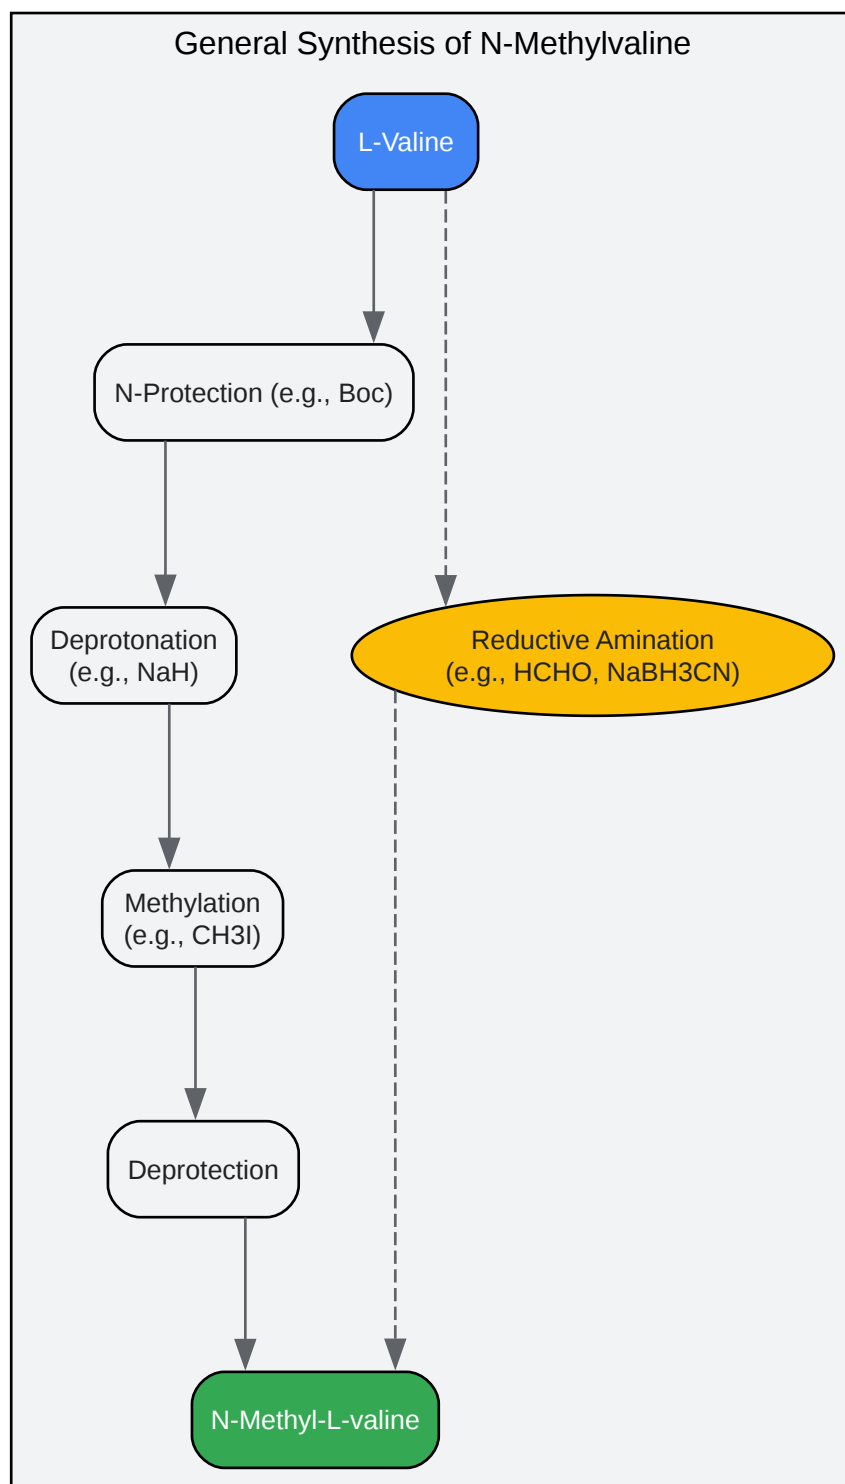 General Synthesis of N-Methylvaline
L-Valine
N-Protection (e.g., Boc)
Deprotonation
(e.g., NaH)
Reductive Amination
(e.g., HCHO, NaBH3CN)
Methylation
(e.g., CH3I)
Deprotection
N-Methyl-L-valine